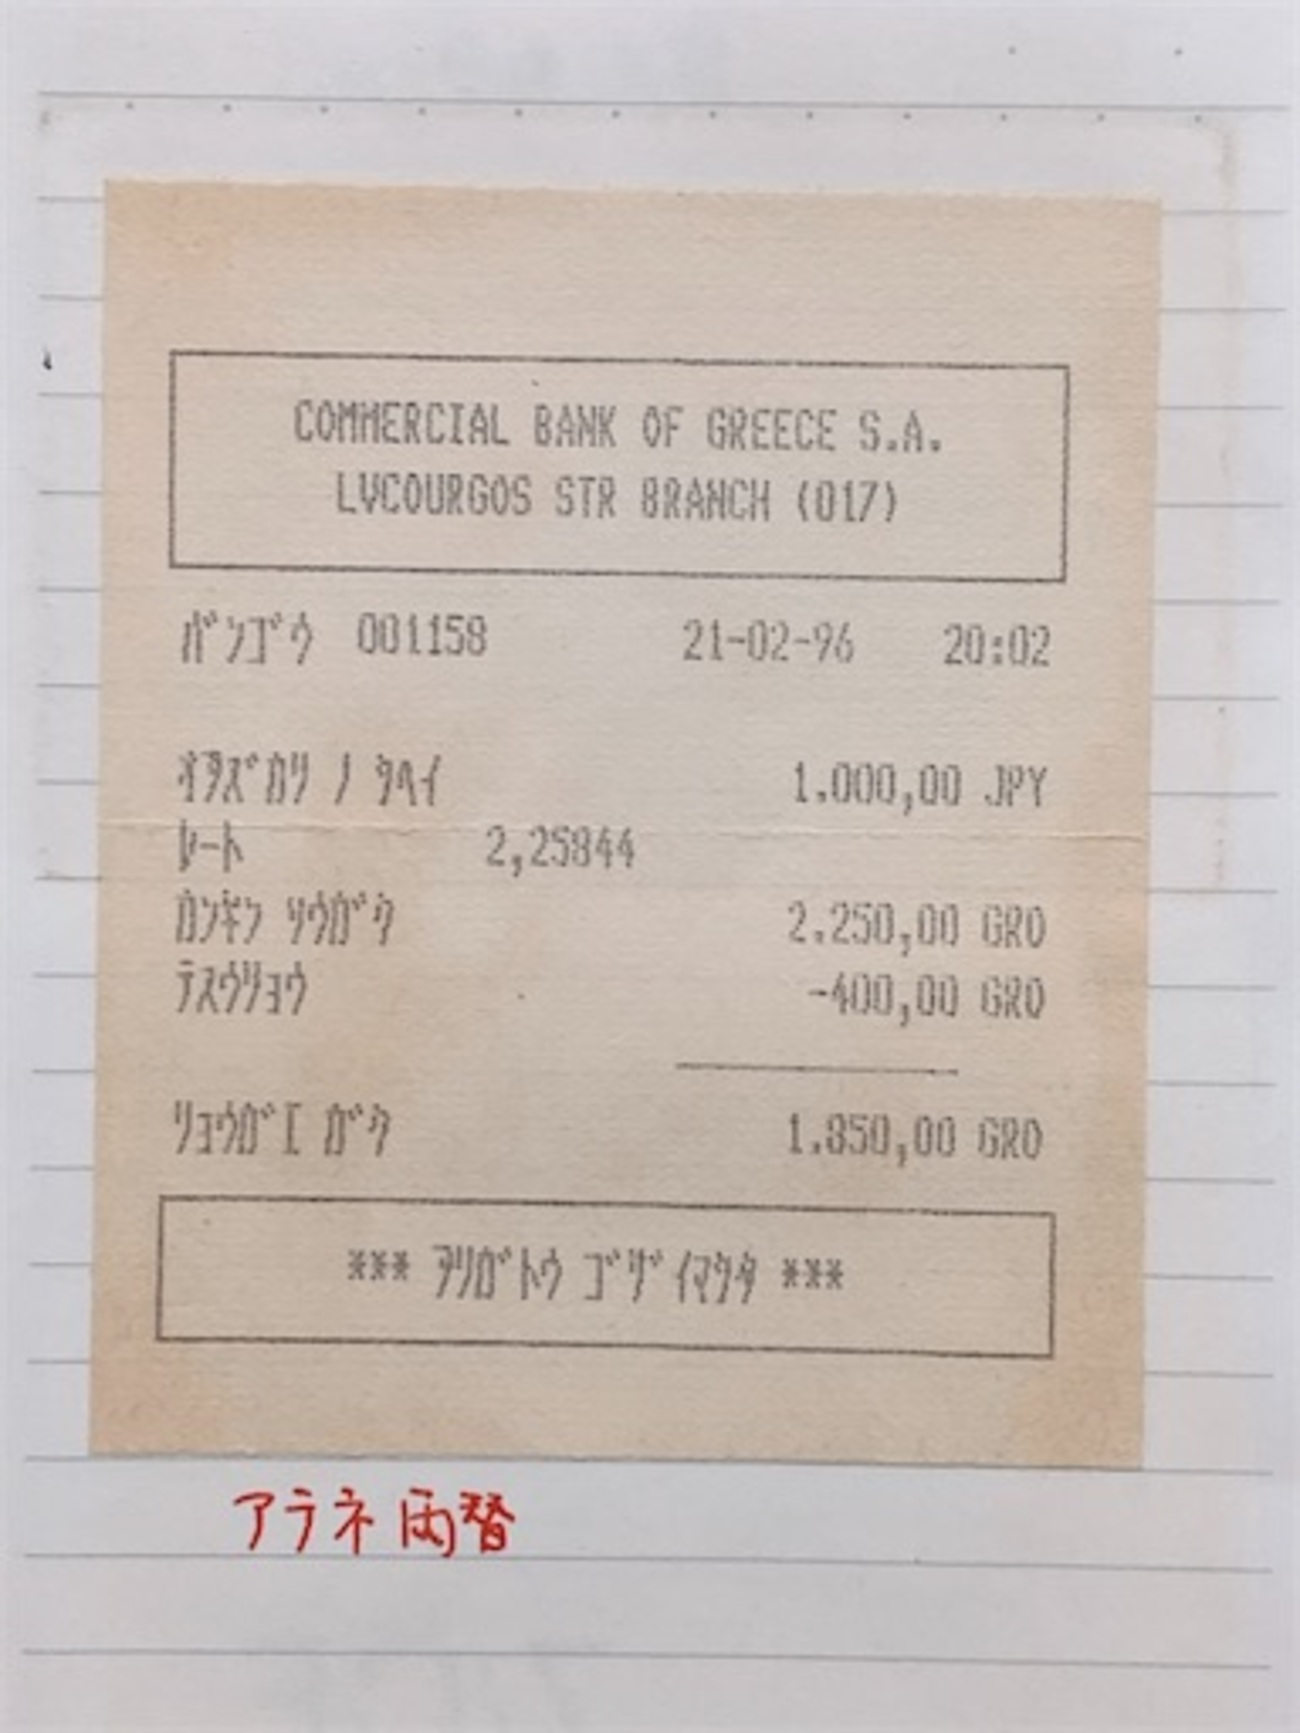 COMMERCIAL BANK OF GREECE S.A.
LVCOURGOS STR BRANCH (017)
ﾊﾞﾝｺﾞｳ 001158 21-02-96 20:02
ｵｱｽﾞｶﾘ ﾉ ﾀﾍｲ 1.000,00 JPY
ﾚｰﾄ 2,25844
ｶﾝｷﾝ ｿｳｶﾞｸ 2.250,00 GRD
ﾃｽｳﾘｮｳ -400,00 GRD
ﾘｮｳｶﾞｴ ｶﾞｸ 1.850,00 GRD
*** ｱﾘｶﾞﾄｳ ｺﾞｻﾞｲﾏｸﾀ ***
アテネ両替